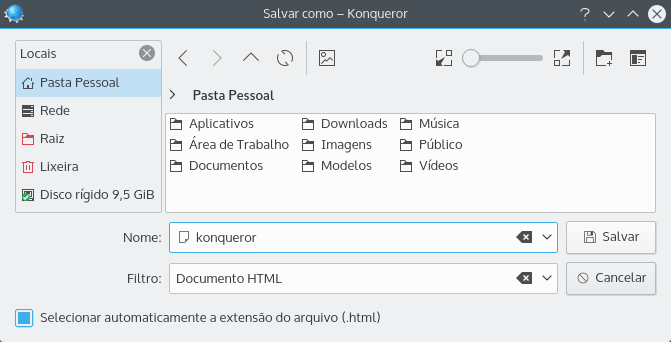 Salvar como – Konqueror
Locais
Pasta Pessoal
Rede
Raiz
Lixeira
Disco rígido 9,5 GiB
Pasta Pessoal
Aplicativos Downloads Música
Área de Trabalho Imagens Público
Documentos Modelos Vídeos
Nome: konqueror Salvar
Filtro: Documento HTML Cancelar
Selecionar automaticamente a extensão do arquivo (.html)